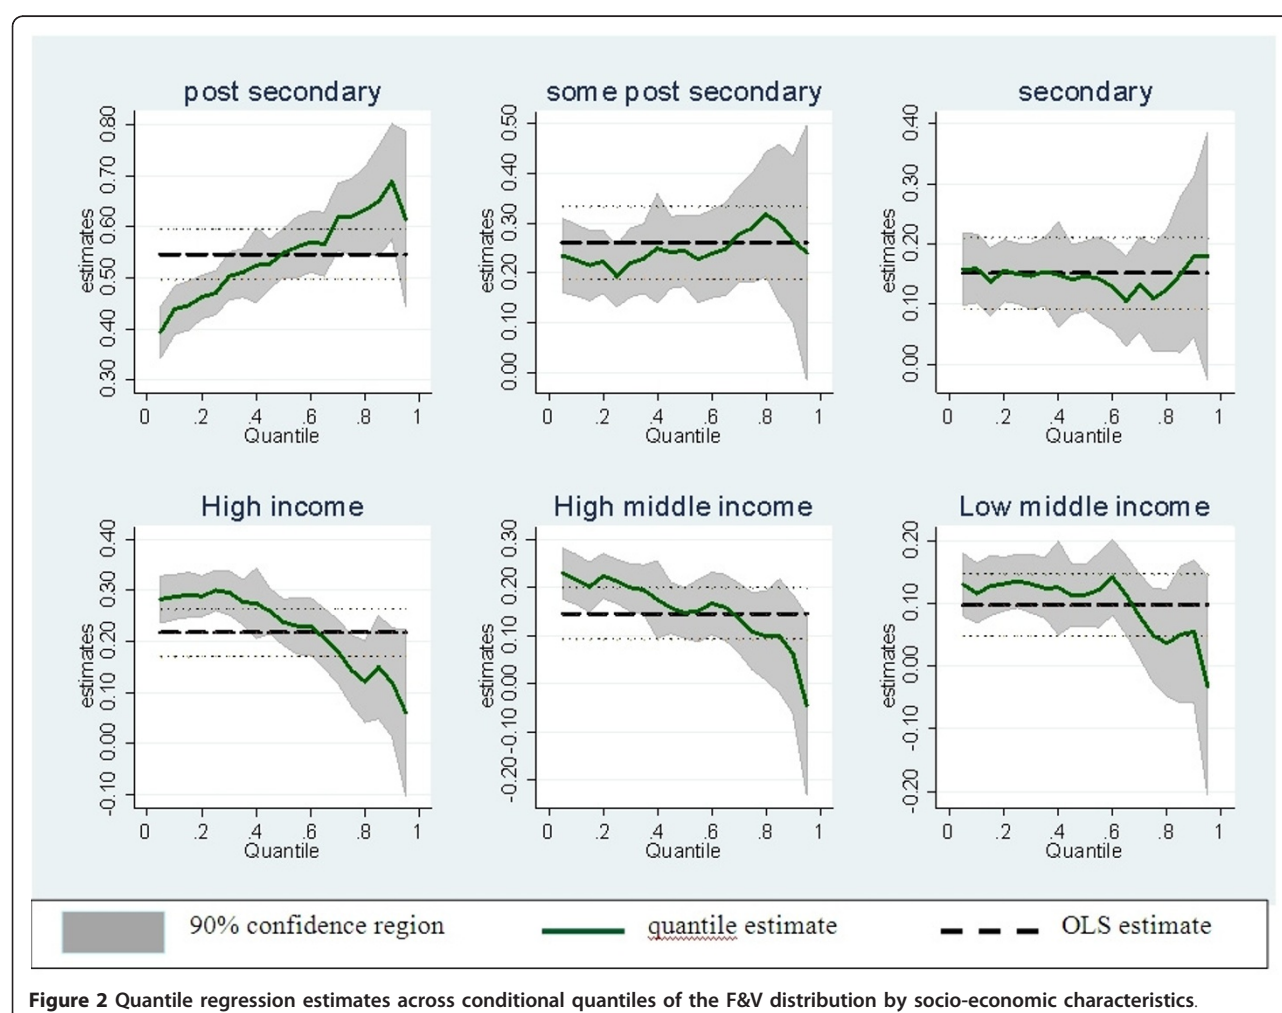 post secondary
some post secondary
secondary
estimates
0.30 0.40 0.50 0.60 0.70 0.80
0 .2 .4 .6 .8 1
Quantile
estimates
0.00 0.10 0.20 0.30 0.40 0.50
0 .2 .4 .6 .8 1
Quantile
estimates
0.00 0.10 0.20 0.30 0.40
0 .2 .4 .6 .8 1
Quantile
High income
High middle income
Low middle income
estimates
-0.10 0.00 0.10 0.20 0.30 0.40
0 .2 .4 .6 .8 1
Quantile
estimates
-0.20 -0.10 0.00 0.10 0.20 0.30
0 .2 .4 .6 .8 1
Quantile
estimates
-0.20 -0.10 0.00 0.10 0.20
0 .2 .4 .6 .8 1
Quantile
90% confidence region
quantile estimate
OLS estimate
Figure 2 Quantile regression estimates across conditional quantiles of the F&V distribution by socio-economic characteristics.